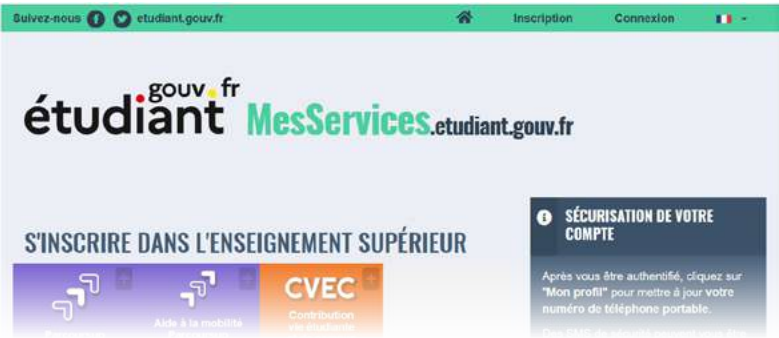 Suivez-nous etudiant.gouv.fr Inscription Connexion
gouv.fr
étudiant MesServices.etudiant.gouv.fr
S'INSCRIRE DANS L'ENSEIGNEMENT SUPÉRIEUR
CVEC
Aide à la mobilité
Contribution
vie étudiante
SÉCURISATION DE VOTRE
COMPTE
Après vous être authentifié, cliquez sur
"Mon profil" pour mettre à jour votre
numéro de téléphone portable.